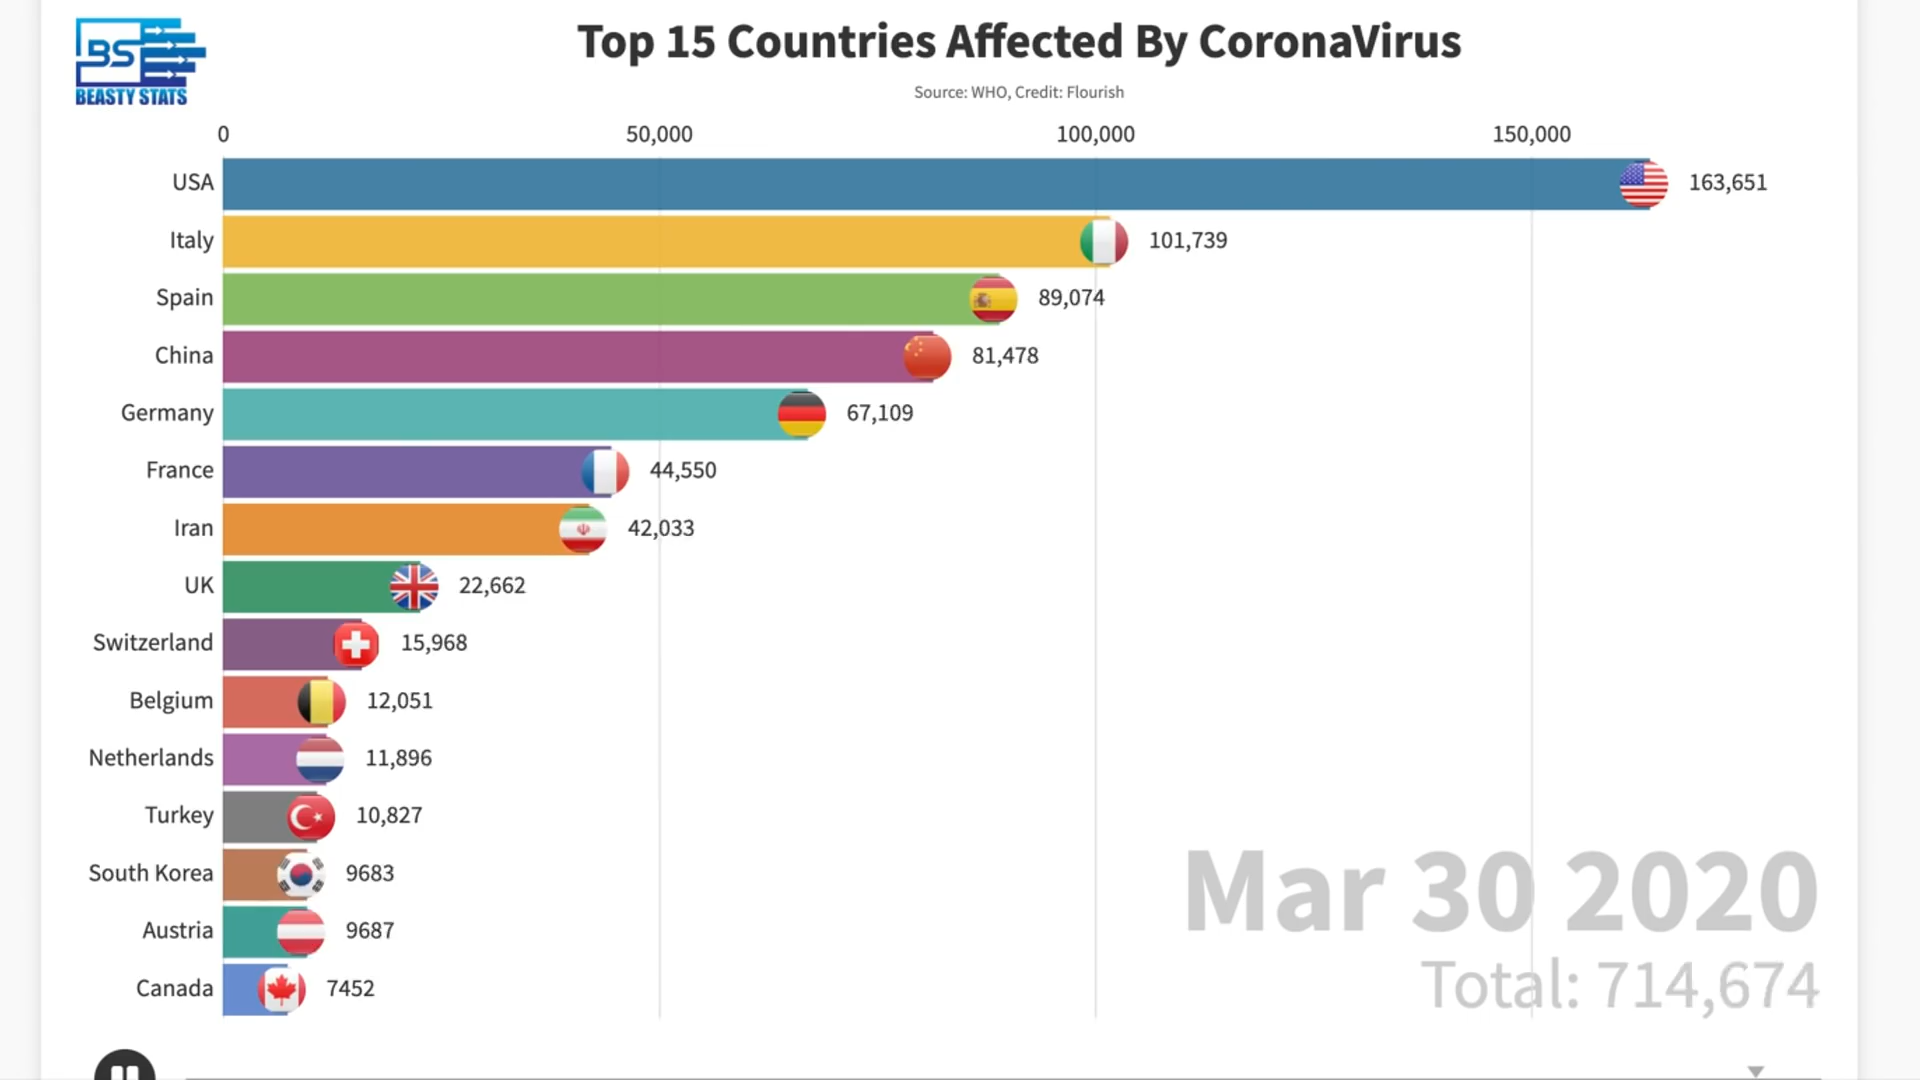 BS
BEASTY STATS
Top 15 Countries Affected By CoronaVirus
Source: WHO, Credit: Flourish
0 50,000 100,000 150,000
USA 163,651
Italy 101,739
Spain 89,074
China 81,478
Germany 67,109
France 44,550
Iran 42,033
UK 22,662
Switzerland 15,968
Belgium 12,051
Netherlands 11,896
Turkey 10,827
South Korea 9683
Austria 9687
Canada 7452
Mar 30 2020
Total: 714,674